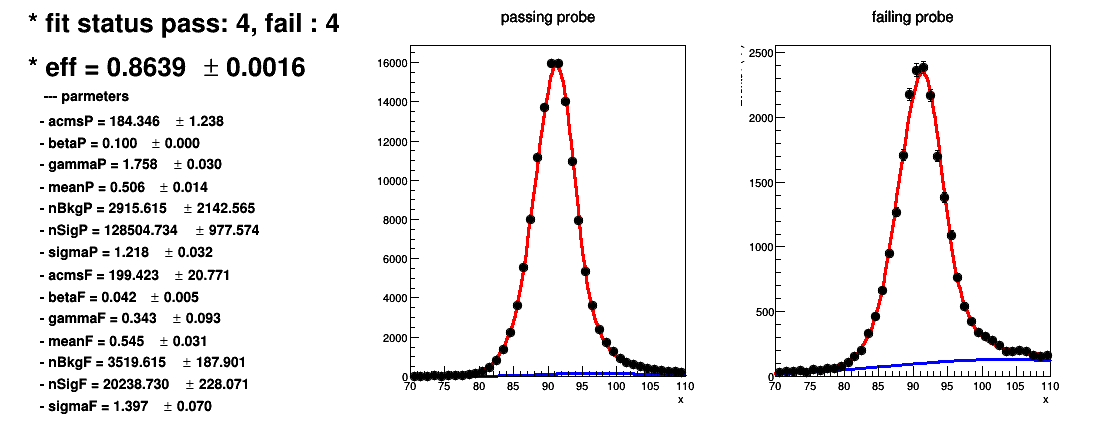 * fit status pass: 4, fail : 4
* eff = 0.8639 ± 0.0016
--- parmeters
- acmsP = 184.346 ± 1.238
- betaP = 0.100 ± 0.000
- gammaP = 1.758 ± 0.030
- meanP = 0.506 ± 0.014
- nBkgP = 2915.615 ± 2142.565
- nSigP = 128504.734 ± 977.574
- sigmaP = 1.218 ± 0.032
- acmsF = 199.423 ± 20.771
- betaF = 0.042 ± 0.005
- gammaF = 0.343 ± 0.093
- meanF = 0.545 ± 0.031
- nBkgF = 3519.615 ± 187.901
- nSigF = 20238.730 ± 228.071
- sigmaF = 1.397 ± 0.070
passing probe
16000
14000
12000
10000
8000
6000
4000
2000
0
70 75 80 85 90 95 100 105 110
x
failing probe
2500
2000
1500
1000
500
0
70 75 80 85 90 95 100 105 110
x